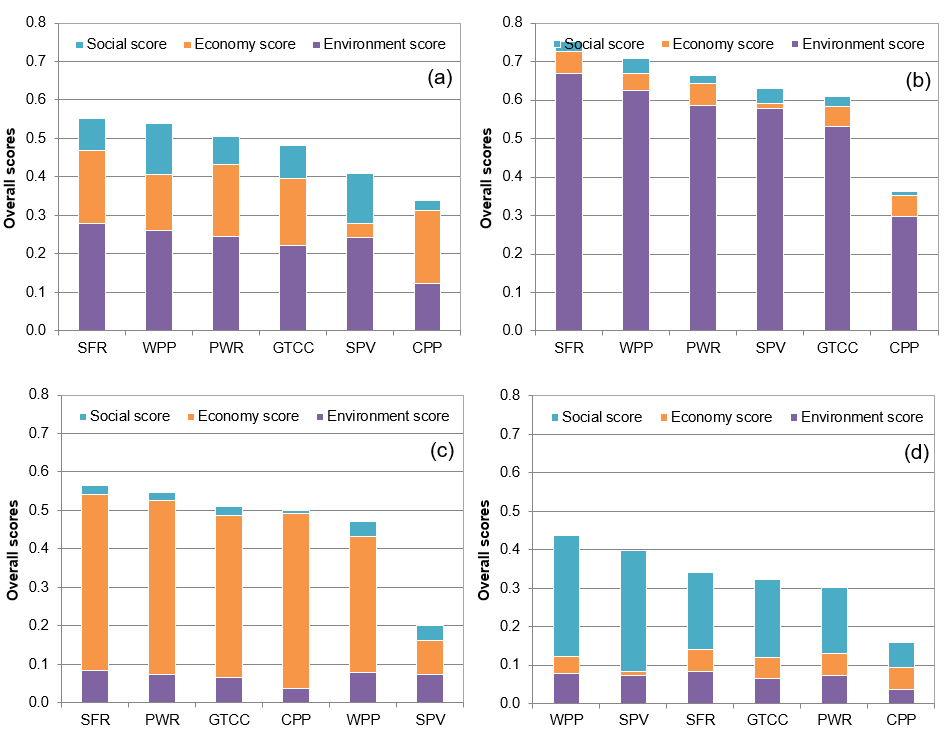 0.8
Social score Economy score Environment score
0.7
(a)
0.6
0.5
0.4
0.3
0.2
0.1
0.0
Overall scores
SFR WPP PWR GTCC SPV CPP
0.8
Social score Economy score Environment score
0.7
(b)
0.6
0.5
0.4
0.3
0.2
0.1
0.0
Overall scores
SFR WPP PWR SPV GTCC CPP
0.8
Social score Economy score Environment score
0.7
(c)
0.6
0.5
0.4
0.3
0.2
0.1
0.0
Overall scores
SFR PWR GTCC CPP WPP SPV
0.8
Social score Economy score Environment score
0.7
(d)
0.6
0.5
0.4
0.3
0.2
0.1
0.0
Overall scores
WPP SPV SFR GTCC PWR CPP